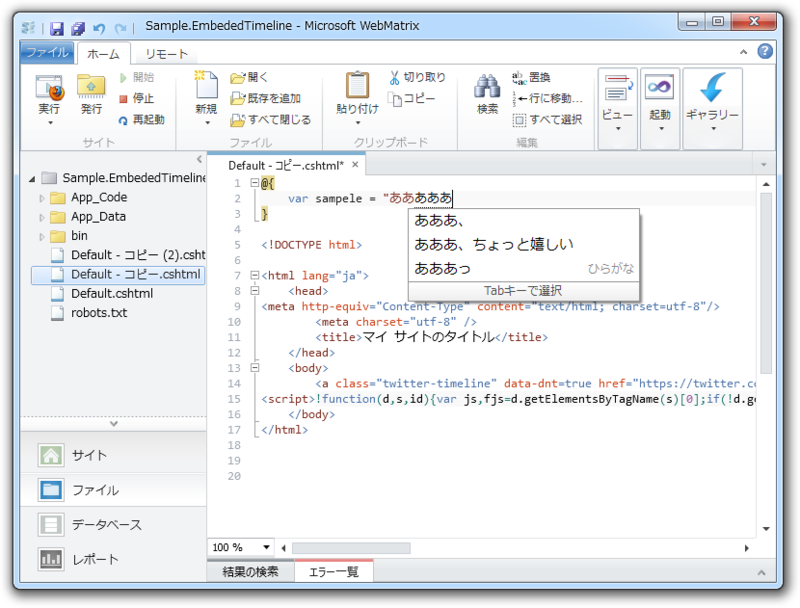 Sample.EmbededTimeline - Microsoft WebMatrix
ファイル ホーム リモート
実行
発行
開始
停止
再起動
サイト
新規
開く
既存を追加
すべて閉じる
ファイル
貼り付け
切り取り
コピー
クリップボード
検索
置換
行に移動...
すべて選択
編集
ビュー
起動
ギャラリー
Sample.EmbededTimeline
App_Code
App_Data
bin
Default - コピー (2).csht
Default - コピー.cshtml
Default.cshtml
robots.txt
サイト
ファイル
データベース
レポート
Default - コピー.cshtml*
1 @{
2 var sampele = "あああああ
3 }
4
5 <!DOCTYPE html>
6
7 <html lang="ja">
8 <head>
9 <meta http-equiv="Content-Type" content="text/html; charset=utf-8"/>
10 <meta charset="utf-8" />
11 <title>マイ サイトのタイトル</title>
12 </head>
13 <body>
14 <a class="twitter-timeline" data-dnt=true href="https://twitter.co
15 <script>!function(d,s,id){var js,fjs=d.getElementsByTagName(s)[0];if(!d.ge
16 </body>
17 </html>
18
19
20
あああ、
あああ、ちょっと嬉しい
あああっ ひらがな
Tabキーで選択
100 %
結果の検索 エラー一覧